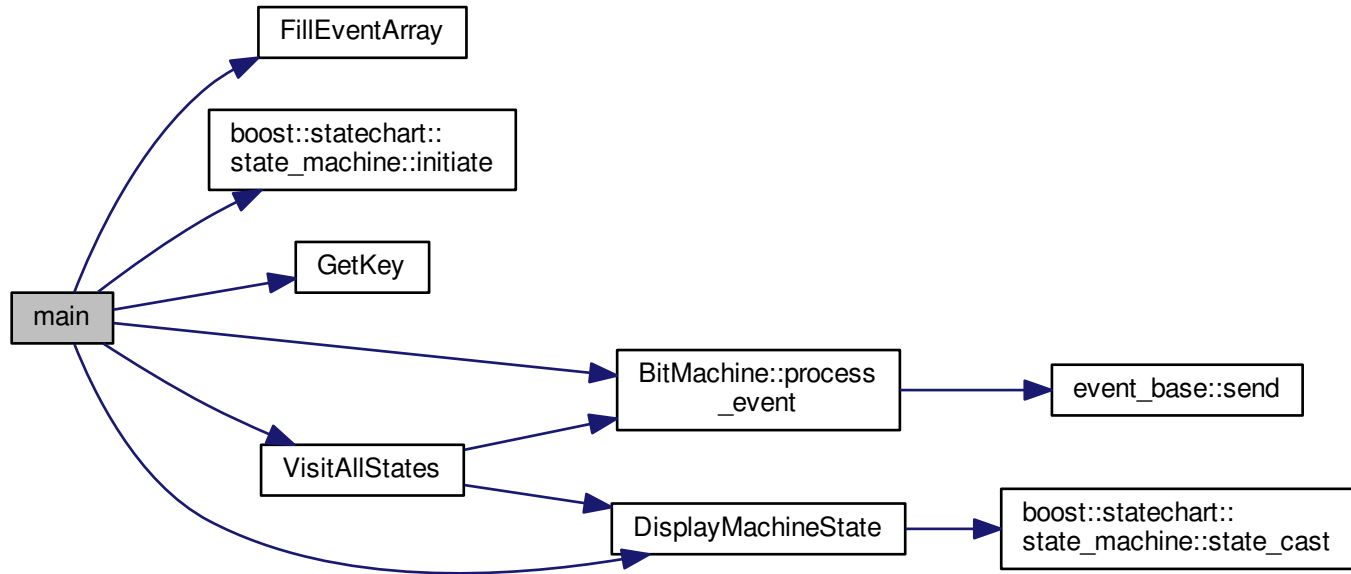 FillEventArray
boost::statechart::
state_machine::initiate
GetKey
main
BitMachine::process
_event
event_base::send
VisitAllStates
DisplayMachineState
boost::statechart::
state_machine::state_cast